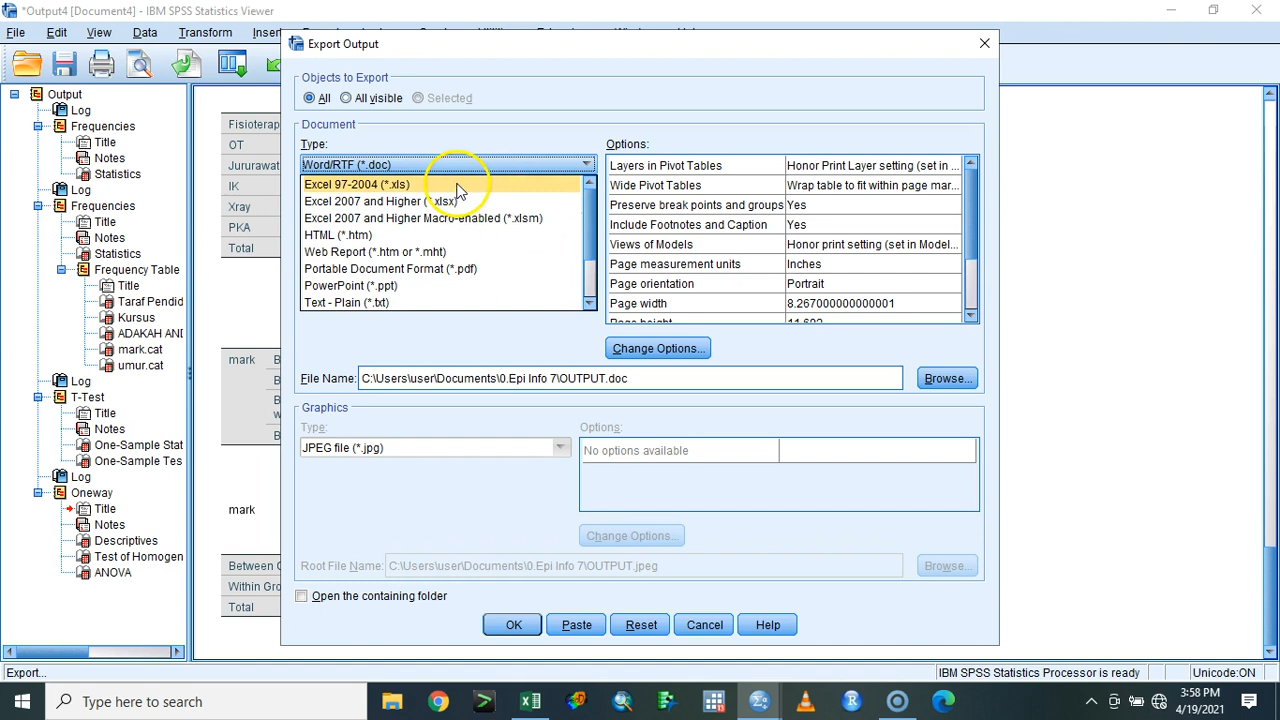 *Output4 [Document4] - IBM SPSS Statistics Viewer
File Edit View Data Transform Insert
Export Output
Output
Log
Frequencies
Title
Notes
Statistics
Log
Frequencies
Title
Notes
Statistics
Frequency Table
Title
Taraf Pendid
Kursus
ADAKAH AND
mark.cat
umur.cat
Log
T-Test
Title
Notes
One-Sample Stat
One-Sample Tes
Log
Oneway
Title
Notes
Descriptives
Test of Homogen
ANOVA
Fisioterap
OT
Jururawat
IK
Xray
PKA
Total
mark
mark
Between G
Within Gro
Total
Objects to Export
All All visible Selected
Document
Type:
Word/RTF (*.doc)
Excel 97-2004 (*.xls)
Excel 2007 and Higher (*.xlsx)
Excel 2007 and Higher Macro-enabled (*.xlsm)
HTML (*.htm)
Web Report (*.htm or *.mht)
Portable Document Format (*.pdf)
PowerPoint (*.ppt)
Text - Plain (*.txt)
Options:
Layers in Pivot Tables Honor Print Layer setting (set in ...
Wide Pivot Tables Wrap table to fit within page mar...
Preserve break points and groups Yes
Include Footnotes and Caption Yes
Views of Models Honor print setting (set in Model...
Page measurement units Inches
Page orientation Portrait
Page width 8.267000000000001
Page height 11.692
Change Options...
File Name: C:\Users\user\Documents\0.Epi Info 7\OUTPUT.doc Browse...
Graphics
Type:
JPEG file (*.jpg)
Options:
No options available
Change Options...
Root File Name: C:\Users\user\Documents\0.Epi Info 7\OUTPUT.jpeg Browse...
Open the containing folder
OK Paste Reset Cancel Help
Export... IBM SPSS Statistics Processor is ready Unicode:ON
Type here to search
3:58 PM
4/19/2021